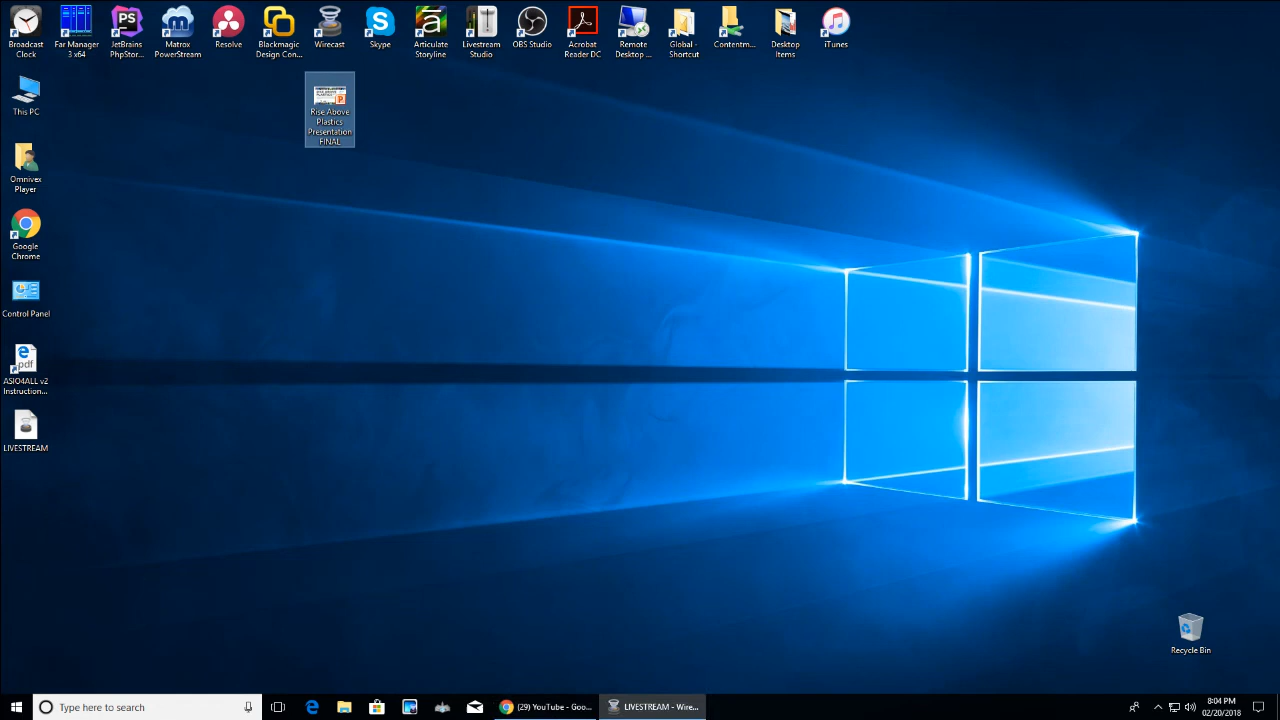 Broadcast
Clock
Far Manager
3 x64
PS
JetBrains
PhpStor...
Matrox
PowerStream
Resolve
Blackmagic
Design Con...
Wirecast
Skype
Articulate
Storyline
Livestream
Studio
OBS Studio
Acrobat
Reader DC
Remote
Desktop ...
Global -
Shortcut
Contentm...
Desktop
Items
iTunes
This PC
Rise Above
Plastics
Presentation
FINAL
Omnivex
Player
Google
Chrome
Control Panel
pdf
ASIO4ALL v2
Instruction...
LIVESTREAM
Recycle Bin
Type here to search
(29) YouTube - Goo...
LIVESTREAM - Wire...
8:04 PM
02/20/2018